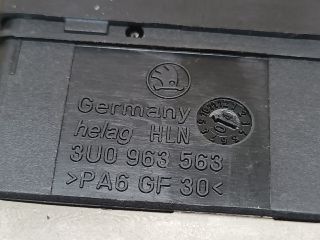 Germany
helag HLN
3U0 963 563
>PA6 GF 30<